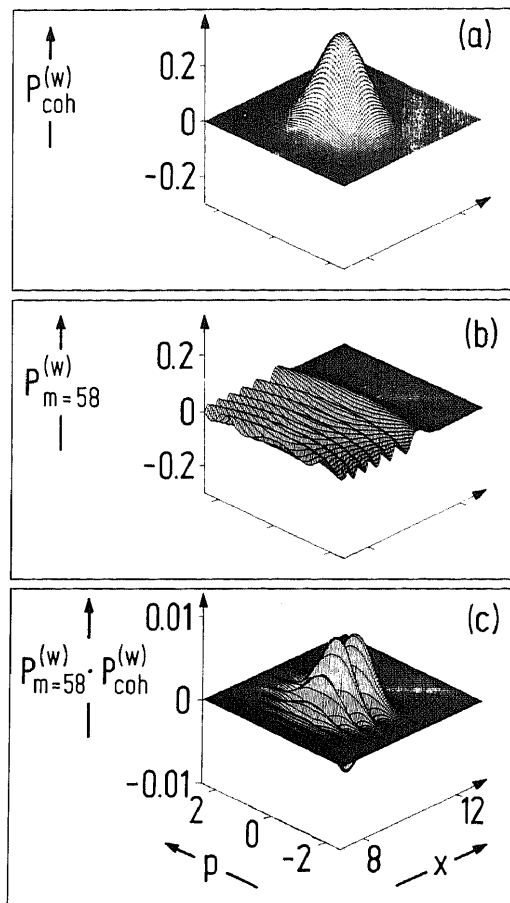 (a)
0.2
P_coh^(w)
0
-0.2
(b)
0.2
P_m=58^(w)
0
-0.2
(c)
0.01
P_m=58^(w) · P_coh^(w)
0
-0.01
2
0
-2
8
12
p
x